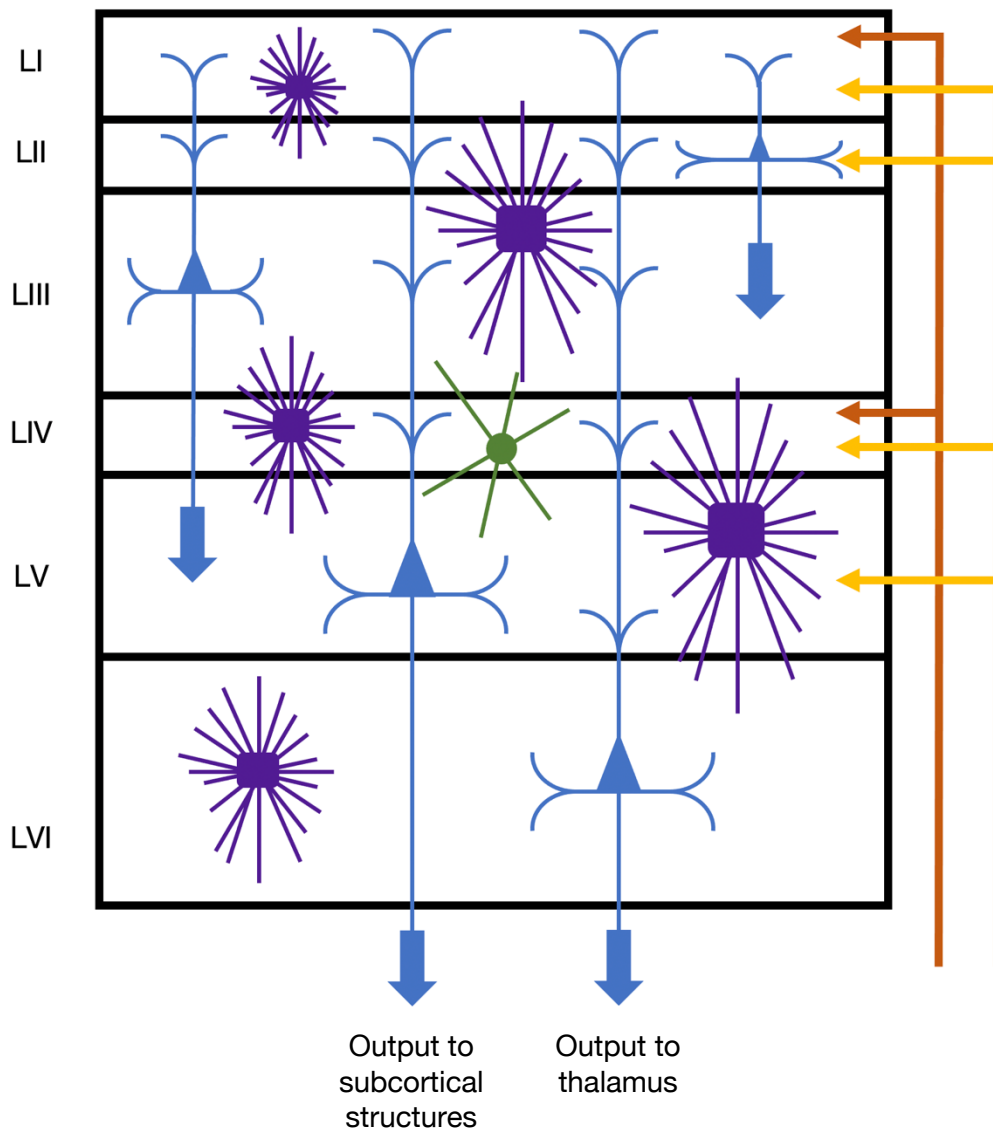 LI
LII
LIII
LIV
LV
LVI
Output to
subcortical
structures
Output to
thalamus